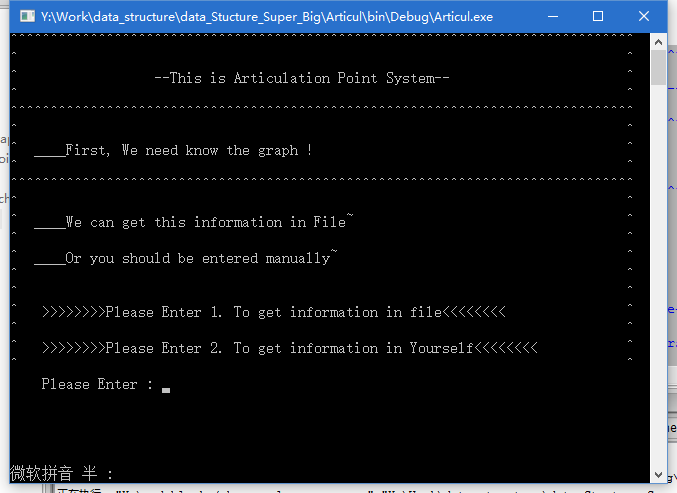 Y:\Work\data_structure\data_Stucture_Super_Big\Articul\bin\Debug\Articul.exe
--This is Articulation Point System--
____First, We need know the graph !
____We can get this information in File~
____Or you should be entered manually~
>>>>>>>>Please Enter 1. To get information in file<<<<<<<<
>>>>>>>>Please Enter 2. To get information in Yourself<<<<<<<<
Please Enter : _
微软拼音 半 :